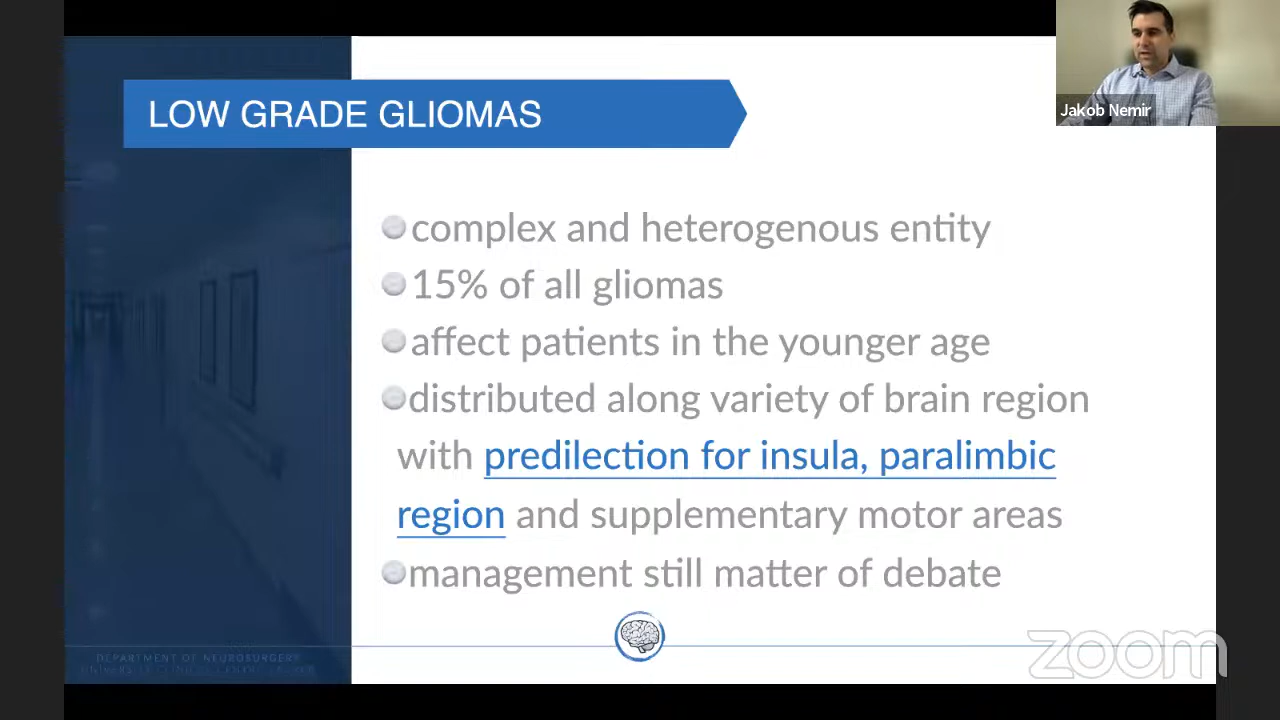 LOW GRADE GLIOMAS
Jakob Nemir
complex and heterogenous entity
15% of all gliomas
affect patients in the younger age
distributed along variety of brain region
with predilection for insula, paralimbic
region and supplementary motor areas
management still matter of debate
DEPARTMENT OF NEUROSURGERY
zoom